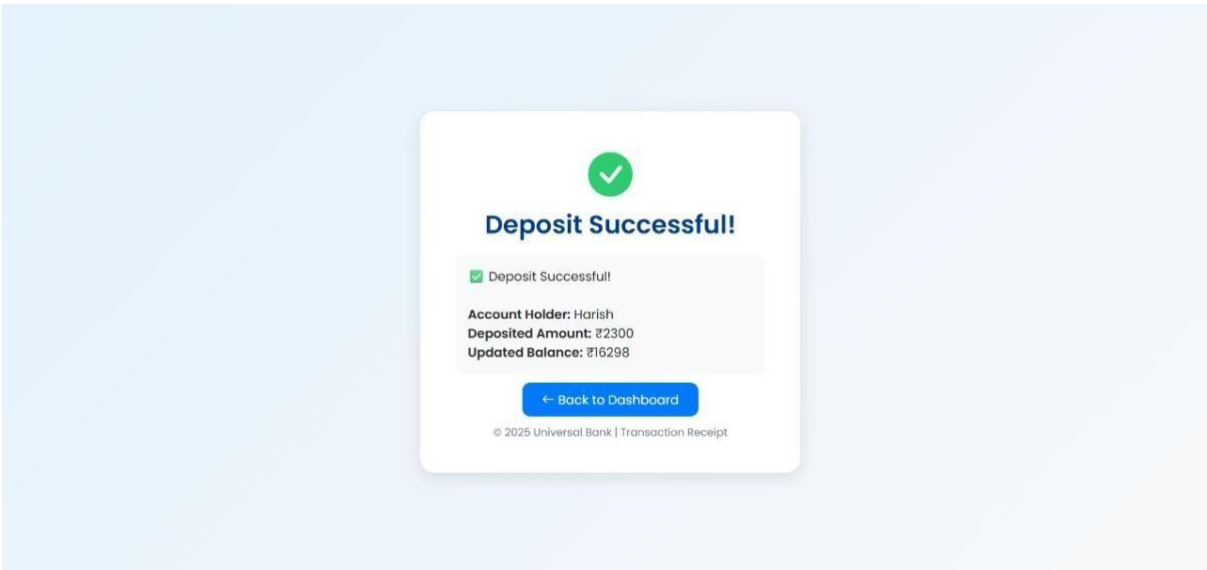 Deposit Successful!
✅ Deposit Successful!
Account Holder: Harish
Deposited Amount: ₹2300
Updated Balance: ₹16298
← Back to Dashboard
© 2025 Universal Bank | Transaction Receipt